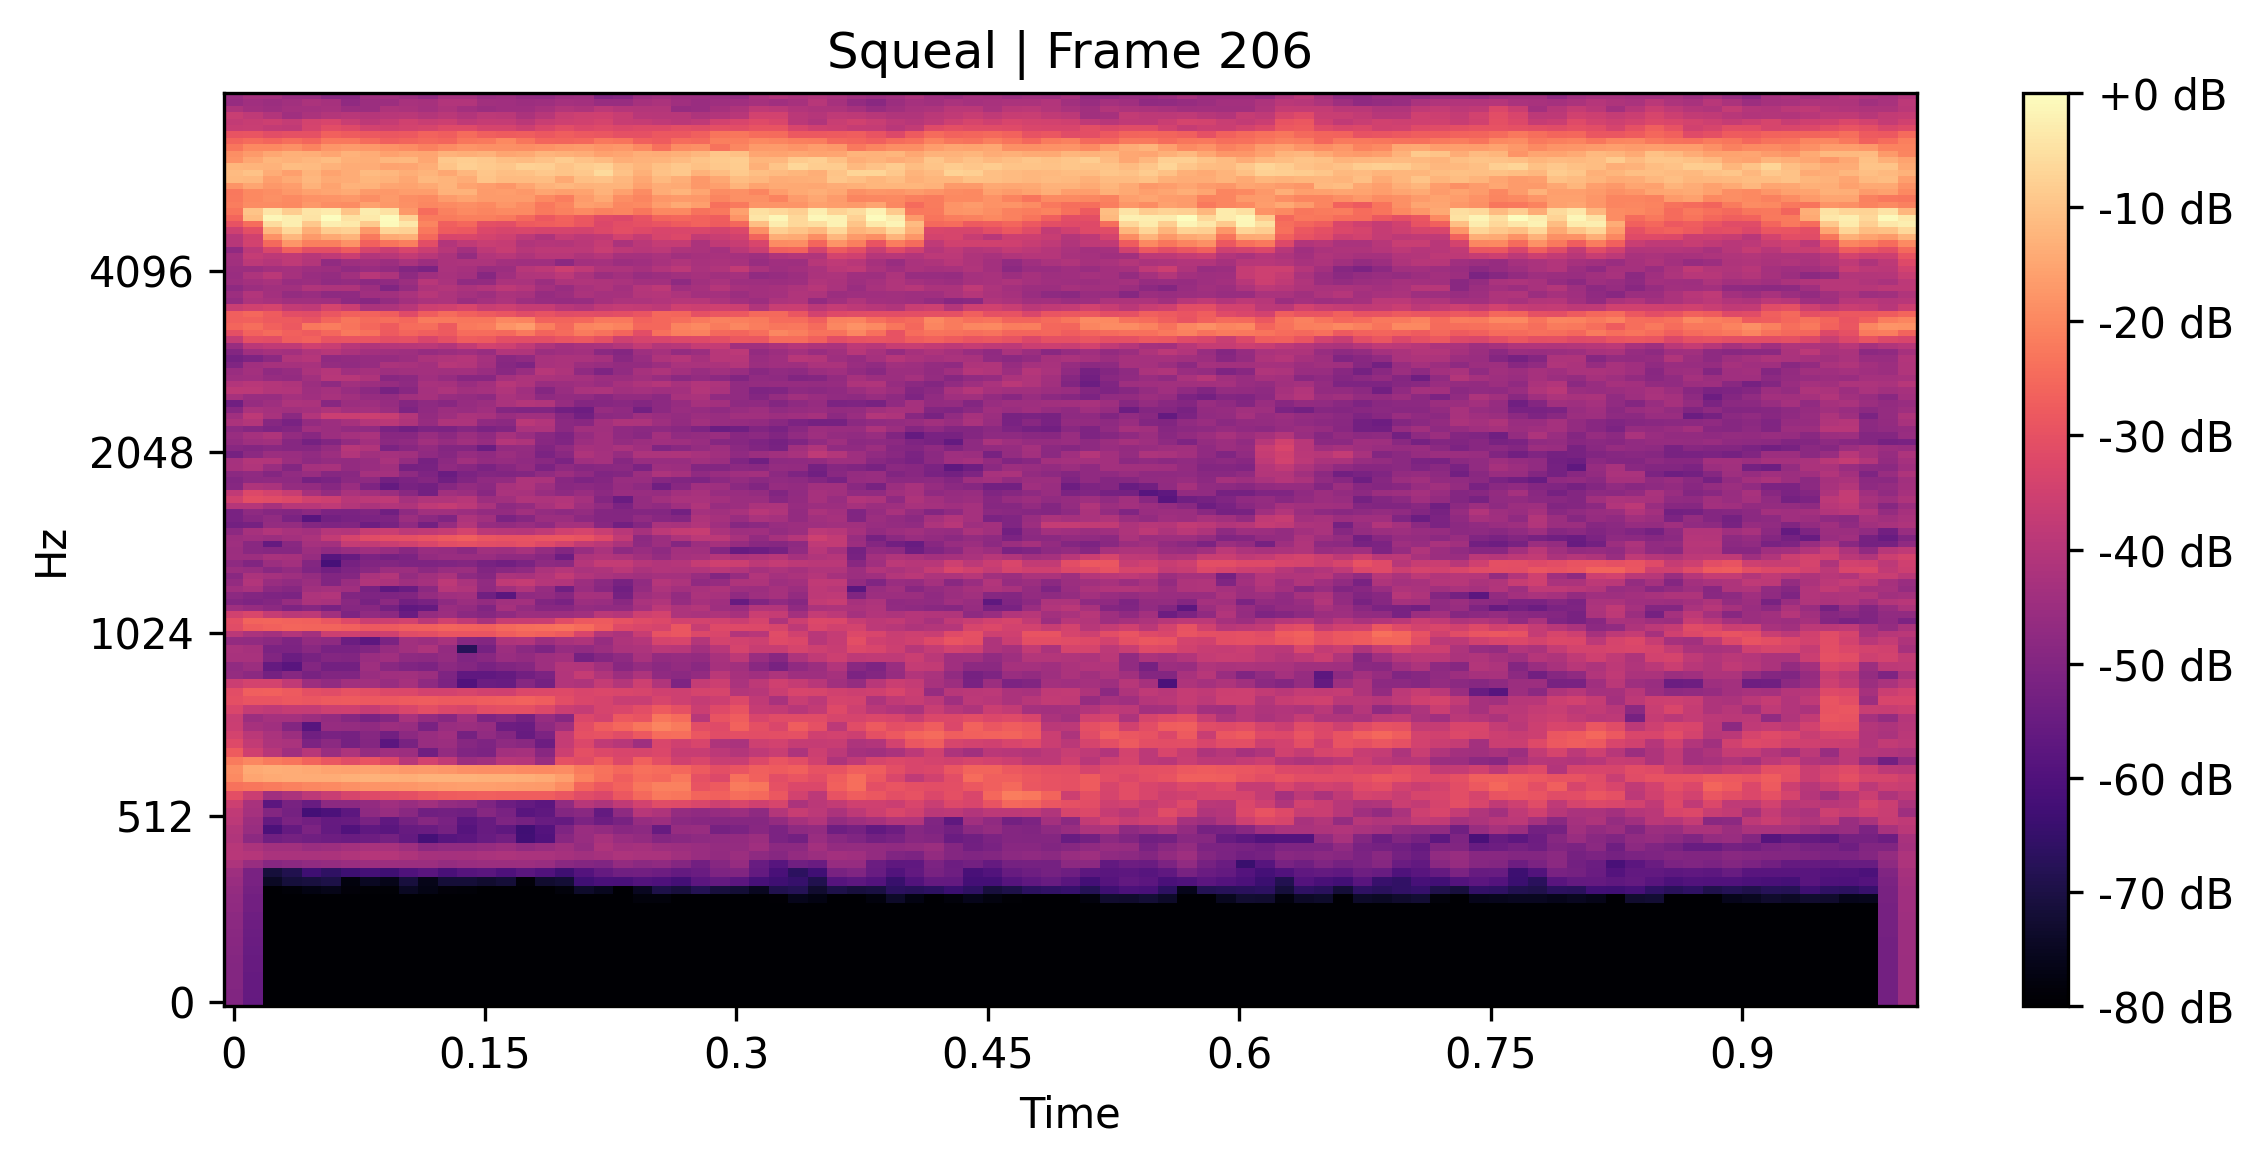 Squeal | Frame 206
Hz
4096
2048
1024
512
0
0 0.15 0.3 0.45 0.6 0.75 0.9
Time
+0 dB
-10 dB
-20 dB
-30 dB
-40 dB
-50 dB
-60 dB
-70 dB
-80 dB